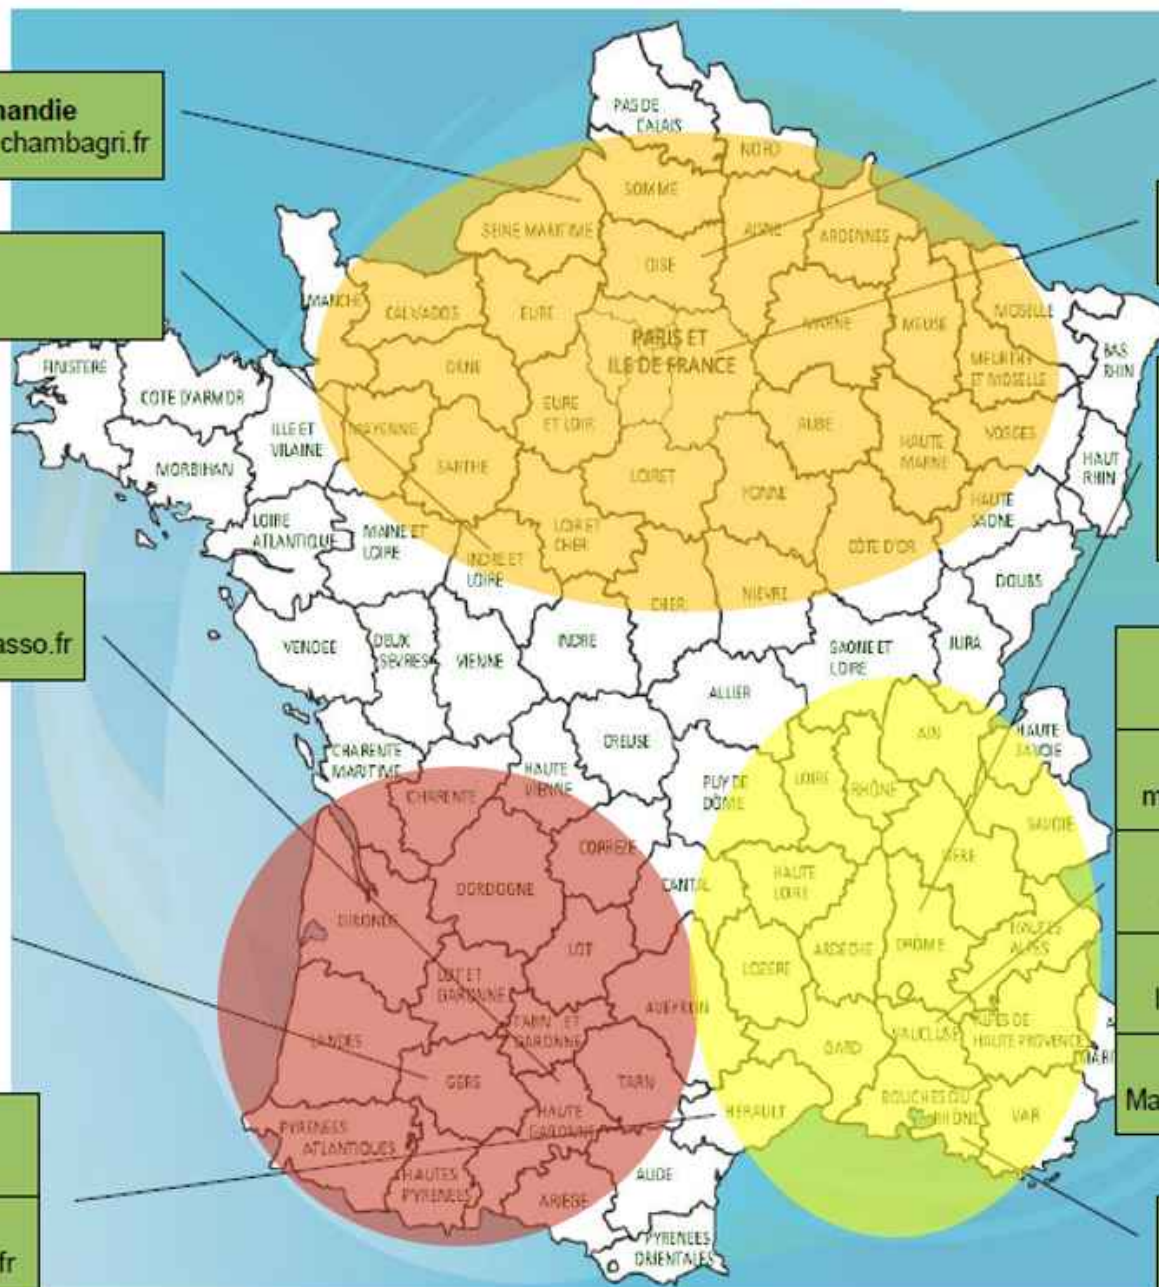 nandie
chambagri.fr
asso.fr
fr
m
Ma
PAS DE
CALAIS
NORD
SOMME
SEINE MARITIME
AISNE
ARDENNES
OISE
MANCHE
CALVADOS
EURE
MARNE
MEUSE
MOSELLE
PARIS ET
ILE DE FRANCE
BAS
RHIN
FINISTERE
COTE D'ARMOR
ORNE
MEURTHE
ET MOSELLE
EURE
ET LOIR
ILLE ET
VILAINE
MAYENNE
AUBE
VOSGES
MORBIHAN
SARTHE
LOIRET
HAUTE
MARNE
HAUT
RHIN
YONNE
HAUTE
SAONE
LOIRE
ATLANTIQUE
MAINE ET
LOIRE
LOIR ET
CHER
CÔTE D'OR
INDRE ET
LOIRE
DOUBS
CHER
NIEVRE
VENDEE
DEUX
SEVRES
VIENNE
INDRE
SAONE ET
LOIRE
JURA
ALLIER
AIN
HAUTE
SAVOIE
CHARENTE
MARITIME
CREUSE
HAUTE
VIENNE
PUY DE
DÔME
LOIRE
RHÔNE
CHARENTE
SAVOIE
CORREZE
ISERE
DORDOGNE
CANTAL
HAUTE
LOIRE
GIRONDE
LOT
ARDECHE
DRÔME
HAUTES
ALPES
LOT ET
GARONNE
LOZERE
AVEYRON
LANDES
TARN ET
GARONNE
GARD
VAUCLUSE
ALPES DE
HAUTE PROVENCE
GERS
TARN
HAUTE
GARONNE
HERAULT
BOUCHES DU
RHÔNE
VAR
PYRENEES
ATLANTIQUES
HAUTES
PYRENEES
ARIEGE
AUDE
PYRENEES
ORIENTALES